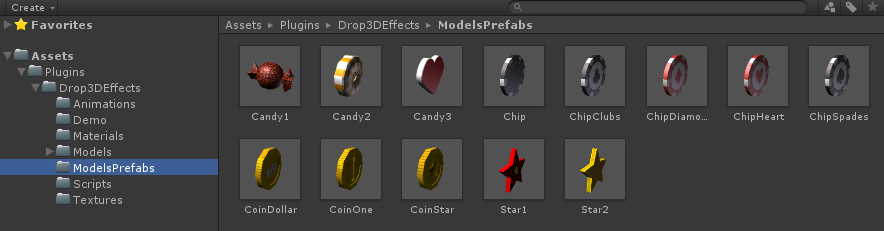 Create
Favorites
Assets ▸ Plugins ▸ Drop3DEffects ▸ ModelsPrefabs
Assets
Plugins
Drop3DEffects
Animations
Demo
Materials
Models
ModelsPrefabs
Scripts
Textures
Candy1 Candy2 Candy3 Chip ChipClubs ChipDiamo... ChipHeart ChipSpades
CoinDollar CoinOne CoinStar Star1 Star2